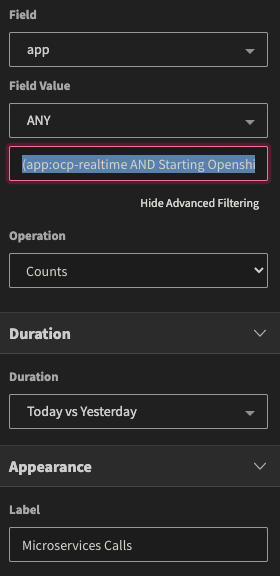 Field
app
Field Value
ANY
(app:ocp-realtime AND Starting Openshi
Hide Advanced Filtering
Operation
Counts
Duration
Duration
Today vs Yesterday
Appearance
Label
Microservices Calls